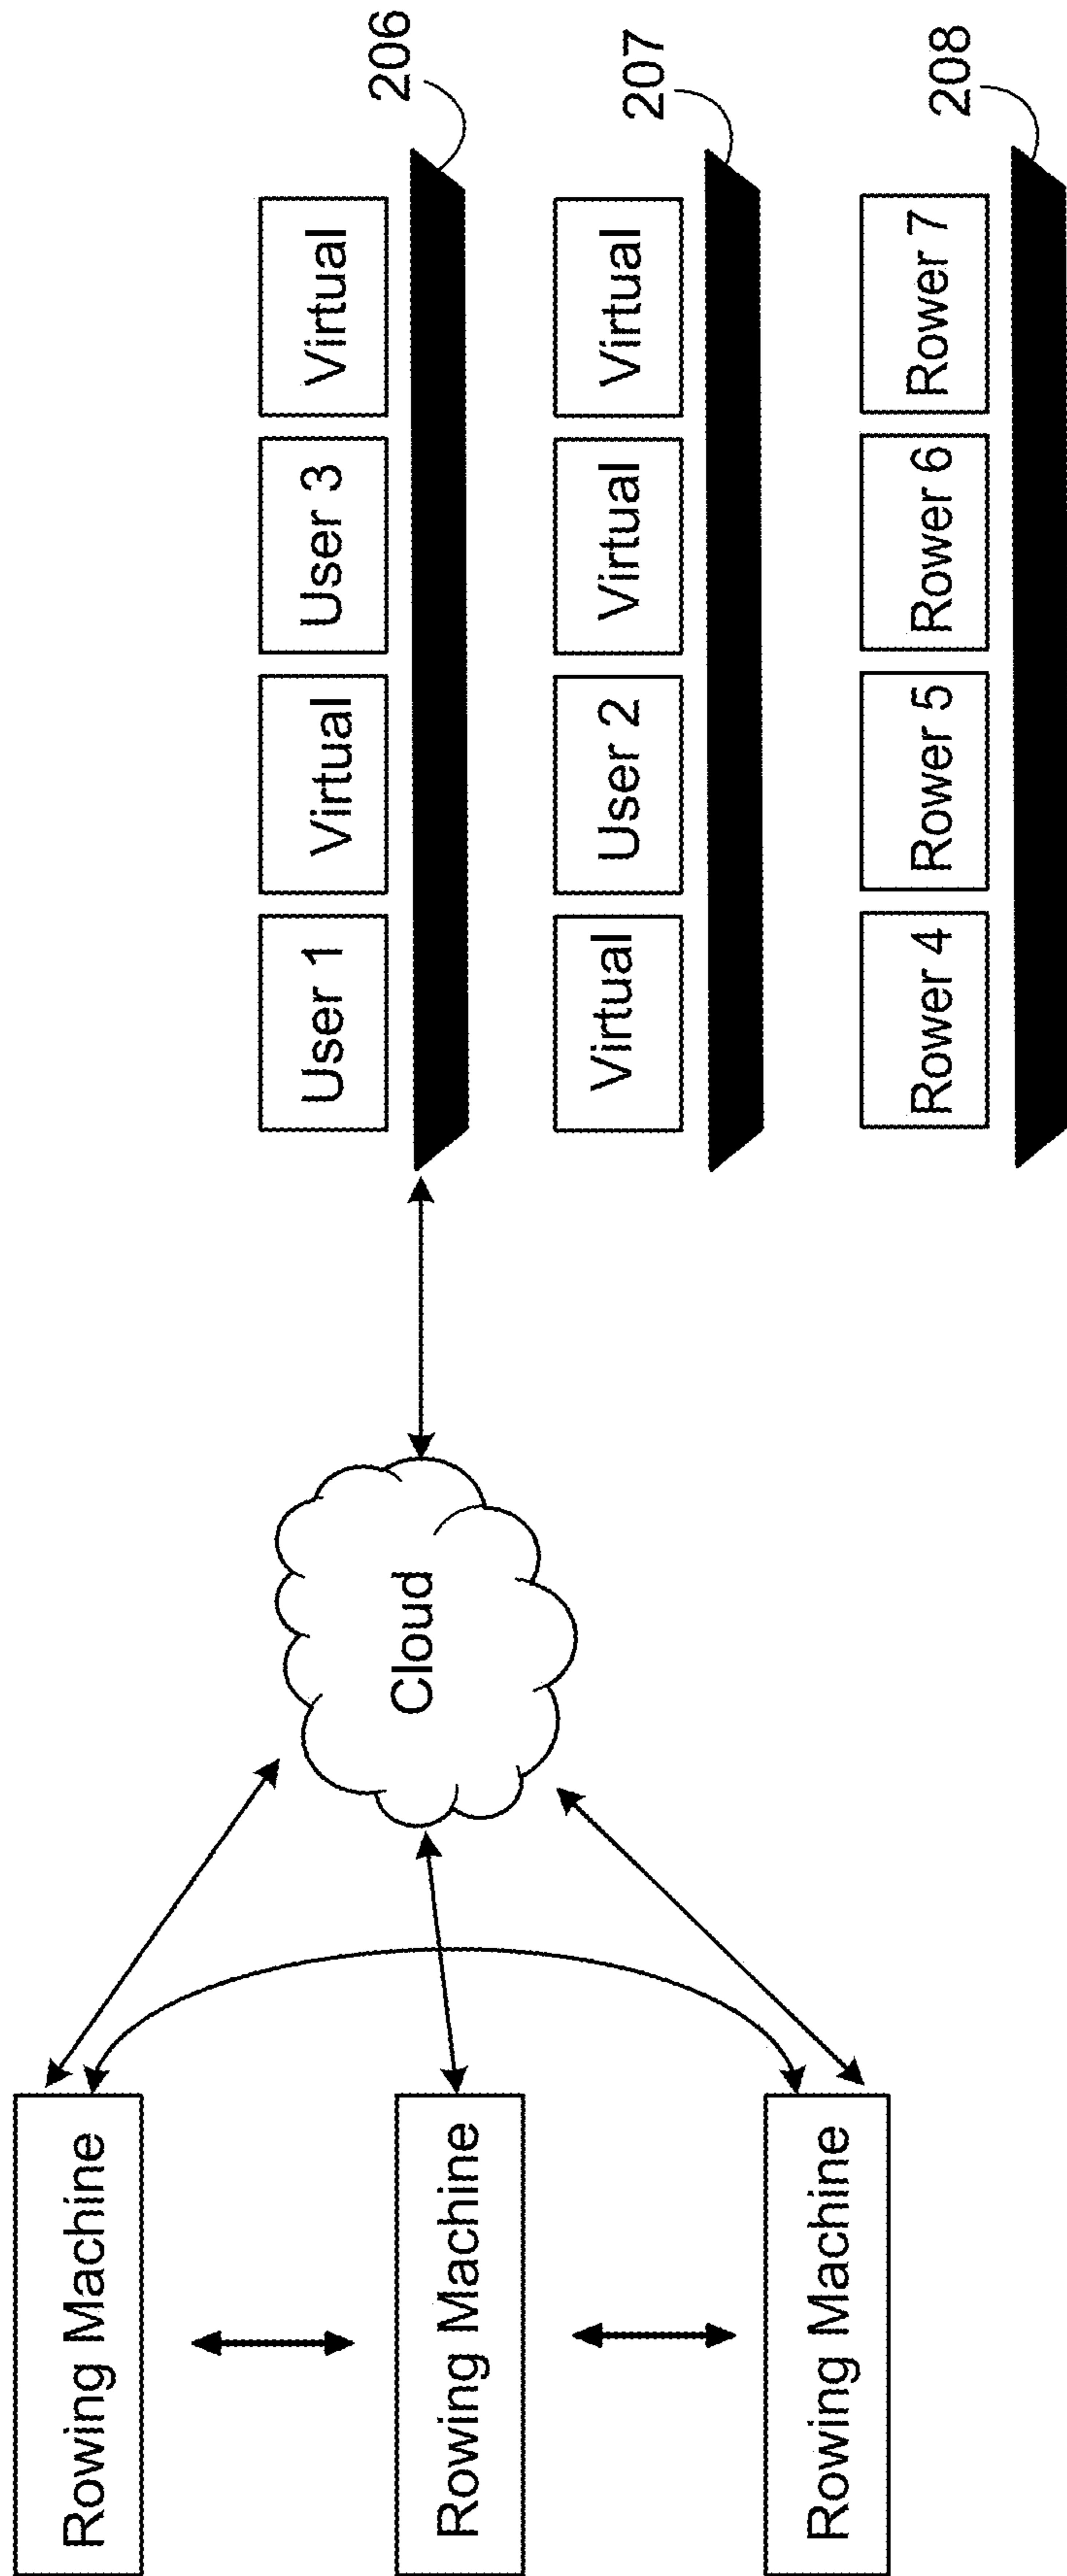 Rowing Machine
Rowing Machine
Rowing Machine
Cloud
User 1
Virtual
User 3
Virtual
206
Virtual
User 2
Virtual
Virtual
207
Rower 4
Rower 5
Rower 6
Rower 7
208